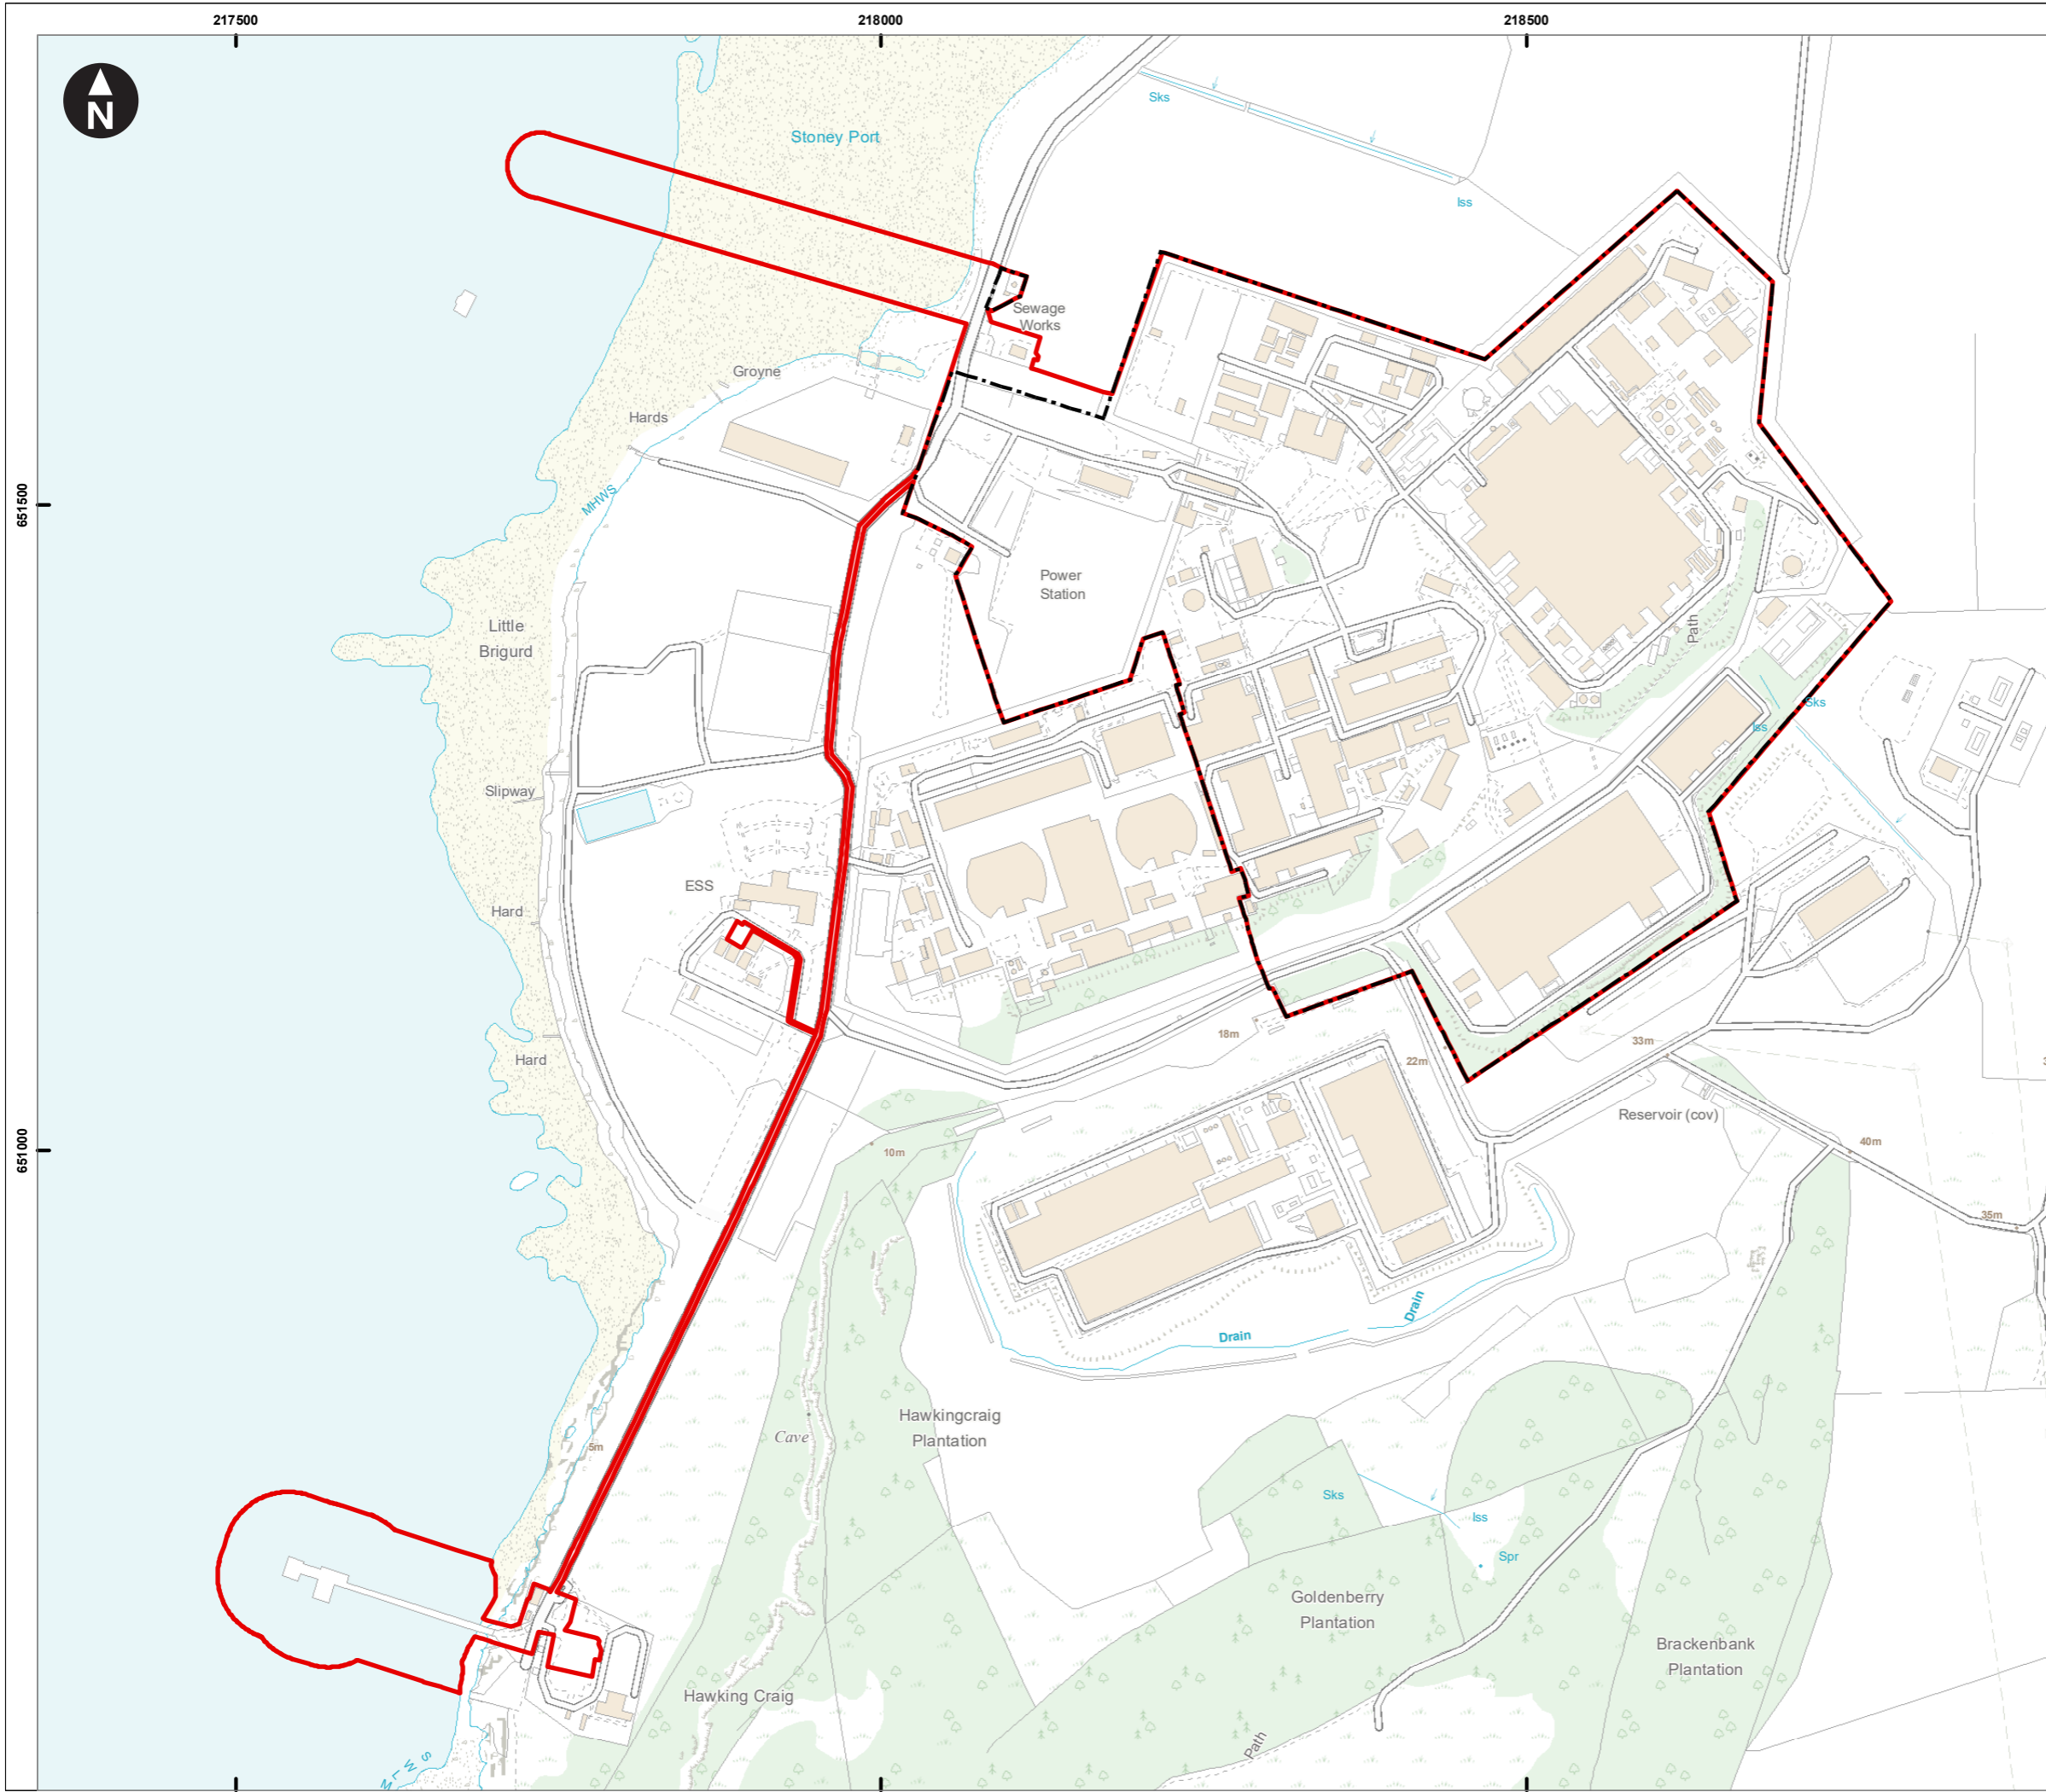 217500
218000
218500
N
Stoney Port
Sks
Iss
Sewage
Works
Groyne
Hards
651500
MHWS
Power
Station
Little
Brigurd
Path
Sks
Iss
Slipway
ESS
Hard
Hard
18m
22m
33m
Reservoir (cov)
651000
10m
40m
35m
Drain
Drain
Hawkingcraig
Plantation
Cave
5m
Sks
Iss
Spr
Goldenberry
Plantation
Brackenbank
Plantation
Hawking Craig
Path
MLWS